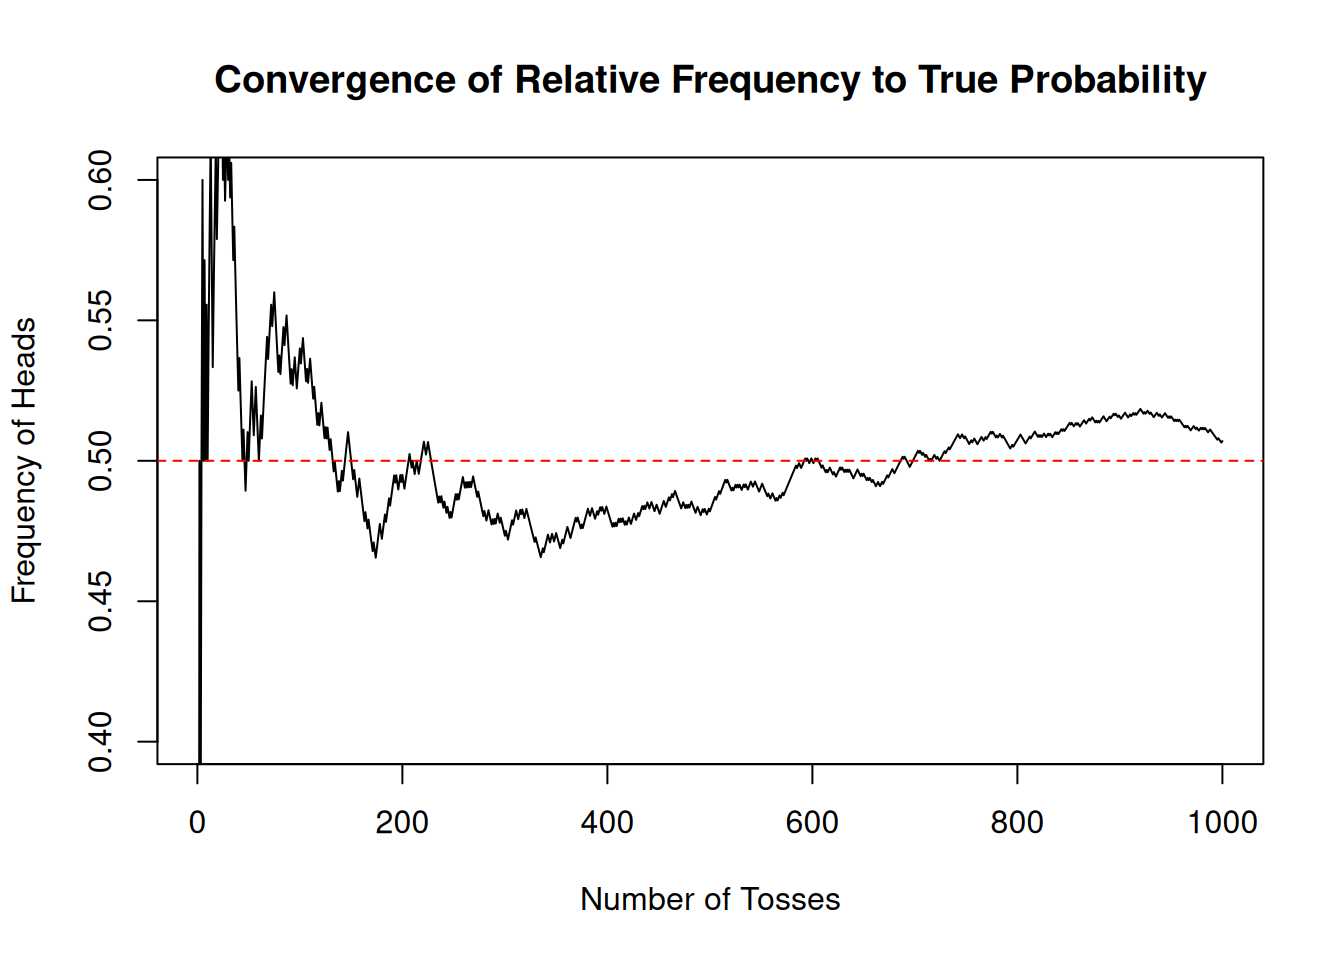 Convergence of Relative Frequency to True Probability
Frequency of Heads
0.60
0.55
0.50
0.45
0.40
0 200 400 600 800 1000
Number of Tosses